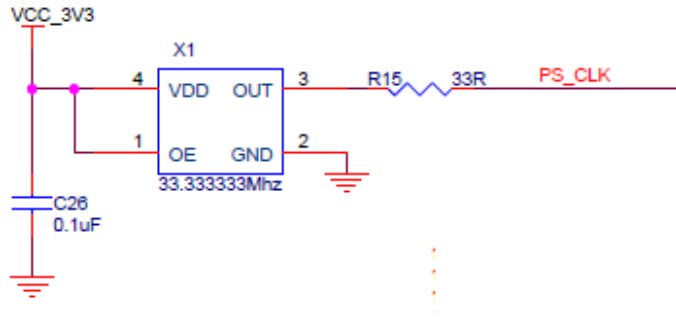 VCC_3V3
X1
4 VDD OUT 3 R15 33R PS_CLK
1 OE GND 2
33.333333Mhz
C26
0.1uF